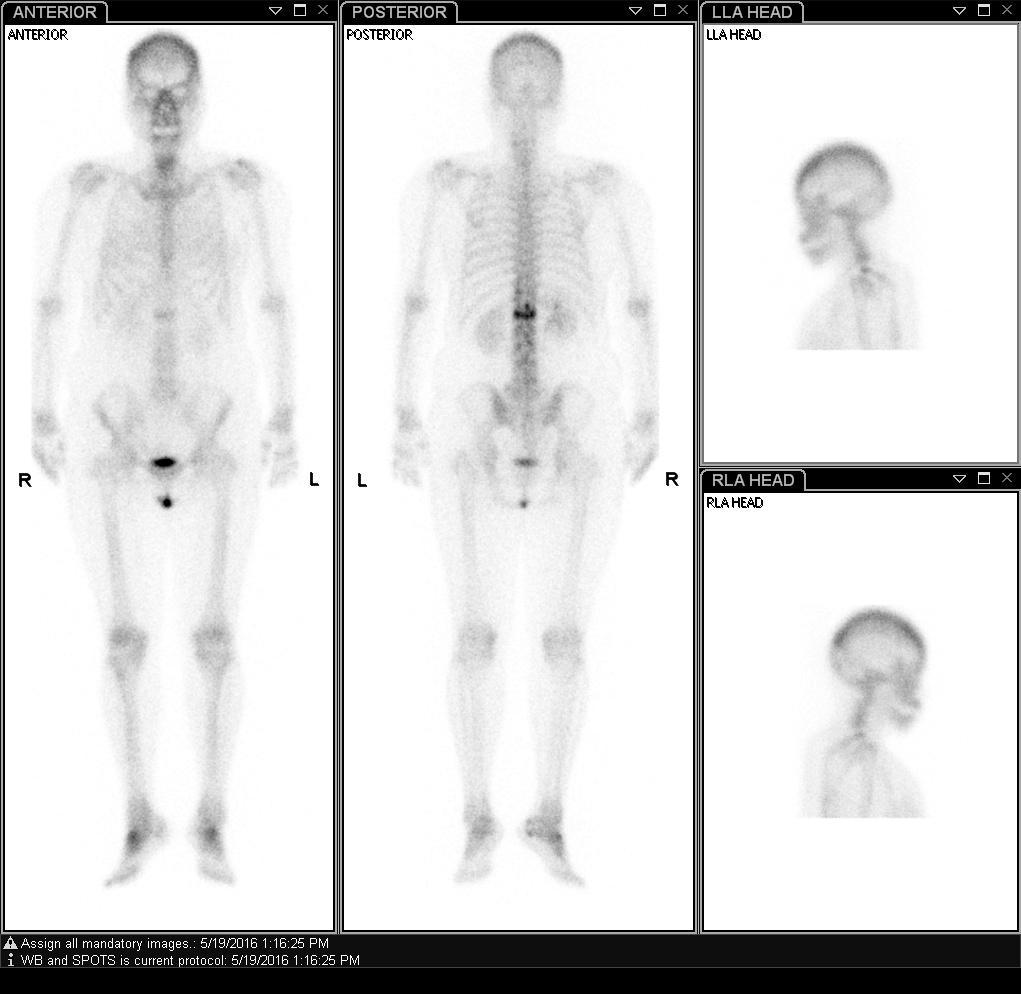 ANTERIOR
POSTERIOR
LLA HEAD
ANTERIOR
POSTERIOR
LLA HEAD
R
L
L
R
RLA HEAD
RLA HEAD
Assign all mandatory images.: 5/19/2016 1:16:25 PM
WB and SPOTS is current protocol: 5/19/2016 1:16:25 PM